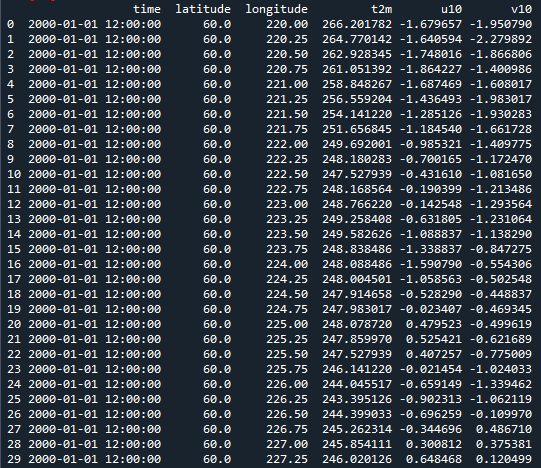 time latitude longitude t2m u10 v10
0 2000-01-01 12:00:00 60.0 220.00 266.201782 -1.679657 -1.950790
1 2000-01-01 12:00:00 60.0 220.25 264.770142 -1.640594 -2.279892
2 2000-01-01 12:00:00 60.0 220.50 262.928345 -1.748016 -1.866806
3 2000-01-01 12:00:00 60.0 220.75 261.051392 -1.864227 -1.400986
4 2000-01-01 12:00:00 60.0 221.00 258.848267 -1.687469 -1.608017
5 2000-01-01 12:00:00 60.0 221.25 256.559204 -1.436493 -1.983017
6 2000-01-01 12:00:00 60.0 221.50 254.141220 -1.285126 -1.930283
7 2000-01-01 12:00:00 60.0 221.75 251.656845 -1.184540 -1.661728
8 2000-01-01 12:00:00 60.0 222.00 249.692001 -0.985321 -1.409775
9 2000-01-01 12:00:00 60.0 222.25 248.180283 -0.700165 -1.172470
10 2000-01-01 12:00:00 60.0 222.50 247.527939 -0.431610 -1.081650
11 2000-01-01 12:00:00 60.0 222.75 248.168564 -0.190399 -1.213486
12 2000-01-01 12:00:00 60.0 223.00 248.766220 -0.142548 -1.293564
13 2000-01-01 12:00:00 60.0 223.25 249.258408 -0.631805 -1.231064
14 2000-01-01 12:00:00 60.0 223.50 249.582626 -1.088837 -1.138290
15 2000-01-01 12:00:00 60.0 223.75 248.838486 -1.338837 -0.847275
16 2000-01-01 12:00:00 60.0 224.00 248.088486 -1.590790 -0.554306
17 2000-01-01 12:00:00 60.0 224.25 248.004501 -1.058563 -0.502548
18 2000-01-01 12:00:00 60.0 224.50 247.914658 -0.528290 -0.448837
19 2000-01-01 12:00:00 60.0 224.75 247.983017 -0.023407 -0.469345
20 2000-01-01 12:00:00 60.0 225.00 248.078720 0.479523 -0.499619
21 2000-01-01 12:00:00 60.0 225.25 247.859970 0.525421 -0.621689
22 2000-01-01 12:00:00 60.0 225.50 247.527939 0.407257 -0.775009
23 2000-01-01 12:00:00 60.0 225.75 246.141220 -0.021454 -1.024033
24 2000-01-01 12:00:00 60.0 226.00 244.045517 -0.659149 -1.339462
25 2000-01-01 12:00:00 60.0 226.25 243.395126 -0.902313 -1.062119
26 2000-01-01 12:00:00 60.0 226.50 244.399033 -0.696259 -0.109970
27 2000-01-01 12:00:00 60.0 226.75 245.262314 -0.344696 0.486710
28 2000-01-01 12:00:00 60.0 227.00 245.854111 0.300812 0.375381
29 2000-01-01 12:00:00 60.0 227.25 246.020126 0.648468 0.120499